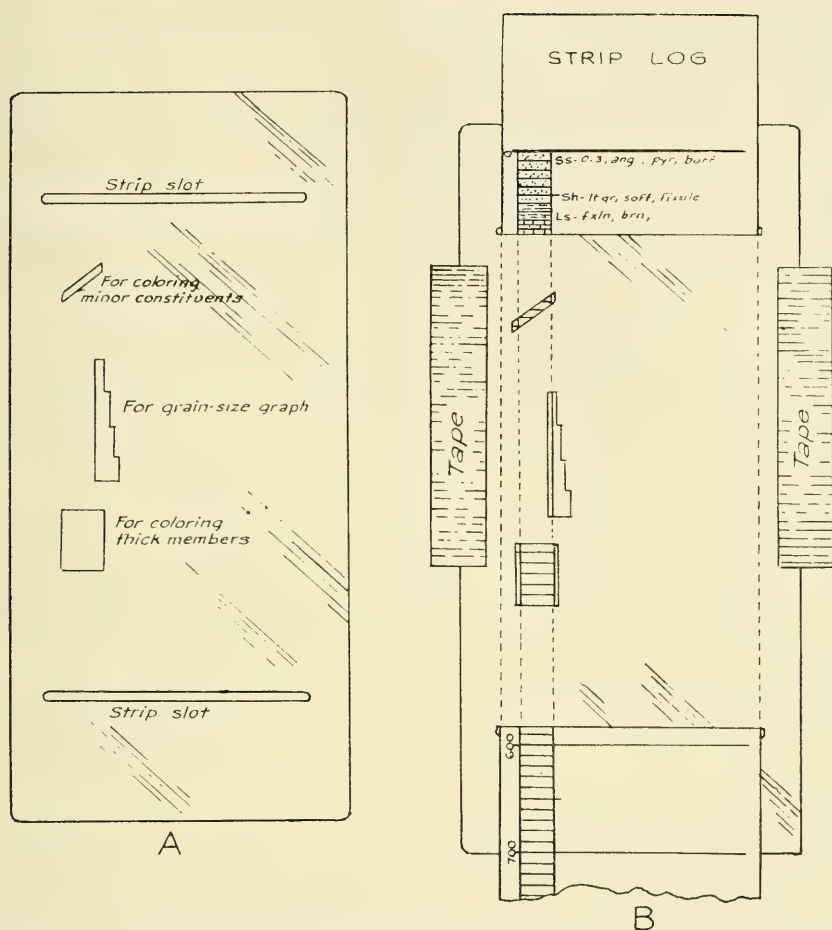 Strip slot
For coloring
minor constituents
For grain-size graph
For coloring
thick members
Strip slot
A
STRIP LOG
Ss- 0.3, ang., pyr, buff
Sh- lt gr, soft, fissile
Ls- fxln, brn,
Tape
Tape
600
700
B